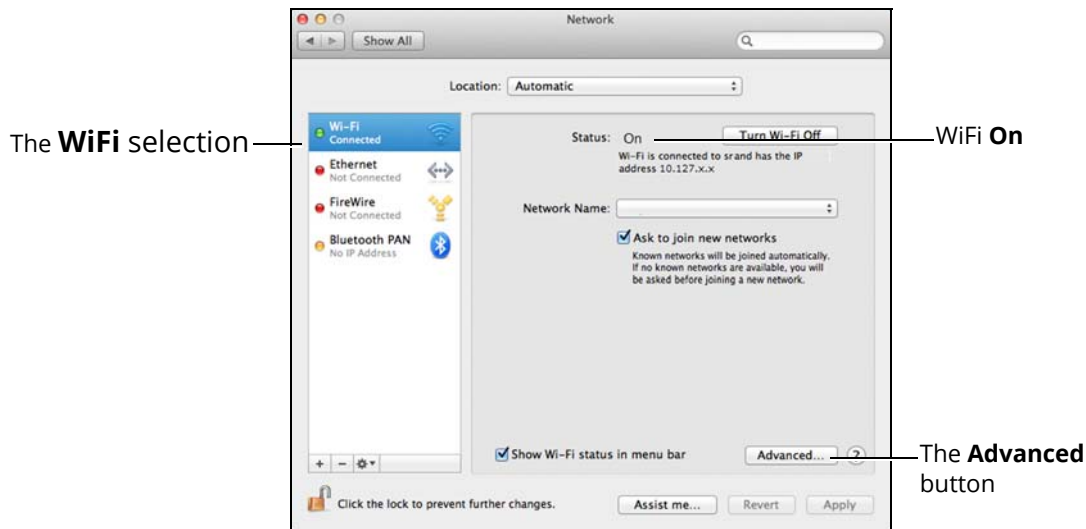 Network
Show All
Location: Automatic
The WiFi selection
Wi-Fi
Connected
Ethernet
Not Connected
FireWire
Not Connected
Bluetooth PAN
No IP Address
Status: On
Turn Wi-Fi Off
WiFi On
Wi-Fi is connected to sr and has the IP
address 10.127.x.x
Network Name:
Ask to join new networks
Known networks will be joined automatically.
If no known networks are available, you will
be asked before joining a new network.
Show Wi-Fi status in menu bar
Advanced... ?
The Advanced
button
Click the lock to prevent further changes.
Assist me...
Revert
Apply